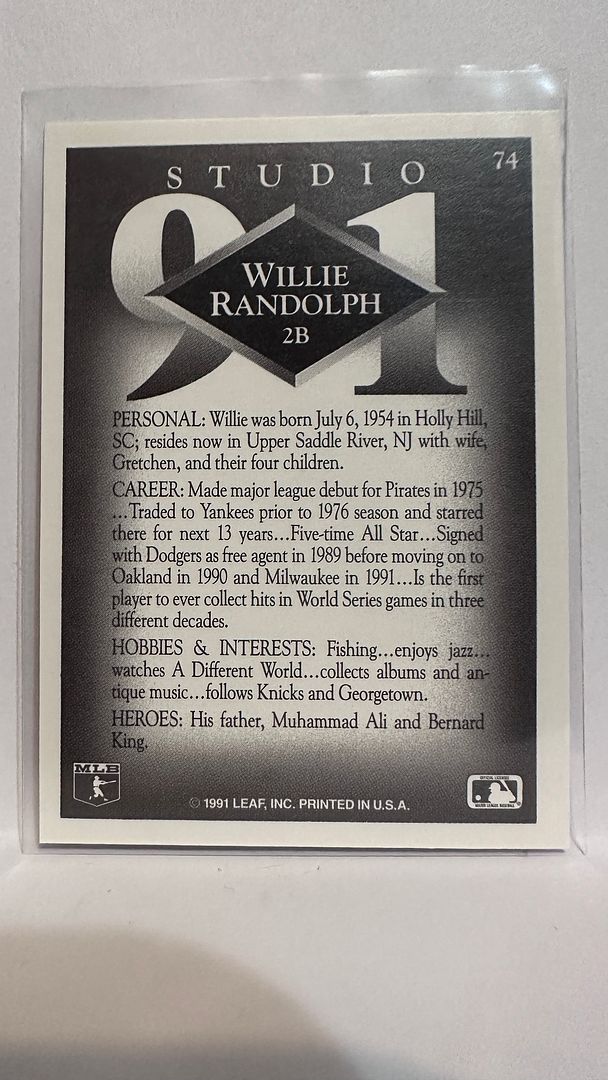 74
STUDIO
91
WILLIE
RANDOLPH
2B
PERSONAL: Willie was born July 6, 1954 in Holly Hill,
SC; resides now in Upper Saddle River, NJ with wife,
Gretchen, and their four children.
CAREER: Made major league debut for Pirates in 1975
...Traded to Yankees prior to 1976 season and starred
there for next 13 years...Five-time All Star...Signed
with Dodgers as free agent in 1989 before moving on to
Oakland in 1990 and Milwaukee in 1991...Is the first
player to ever collect hits in World Series games in three
different decades.
HOBBIES & INTERESTS: Fishing...enjoys jazz...
watches A Different World...collects albums and an-
tique music...follows Knicks and Georgetown.
HEROES: His father, Muhammad Ali and Bernard
King.
MLB
© 1991 LEAF, INC. PRINTED IN U.S.A.
OFFICIAL LICENSEE
MAJOR LEAGUE BASEBALL